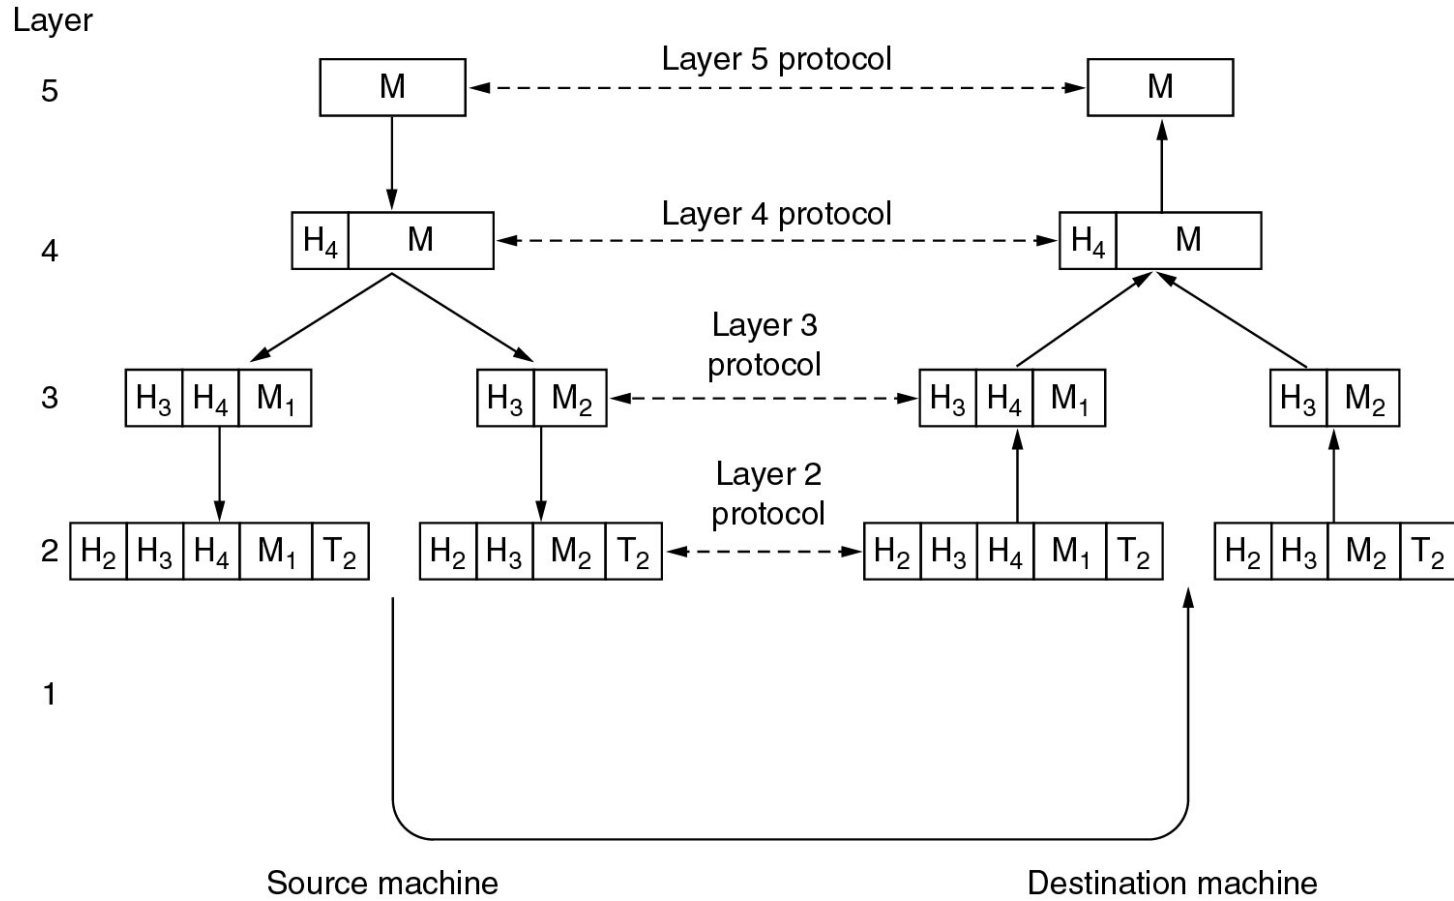 Layer
5 M Layer 5 protocol M
4 H₄ M Layer 4 protocol H₄ M
Layer 3
protocol
3 H₃ H₄ M₁ H₃ M₂ H₃ H₄ M₁ H₃ M₂
Layer 2
protocol
2 H₂ H₃ H₄ M₁ T₂ H₂ H₃ M₂ T₂ H₂ H₃ H₄ M₁ T₂ H₂ H₃ M₂ T₂
1
Source machine Destination machine